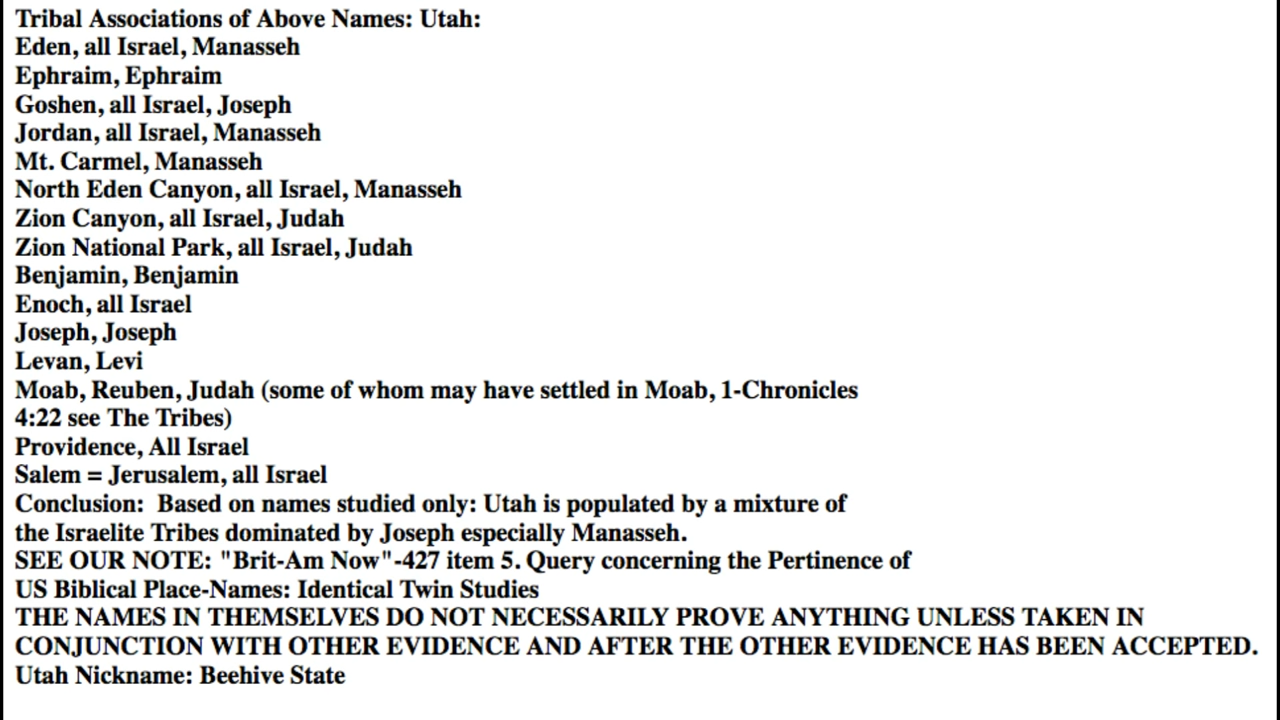 Tribal Associations of Above Names: Utah:
Eden, all Israel, Manasseh
Ephraim, Ephraim
Goshen, all Israel, Joseph
Jordan, all Israel, Manasseh
Mt. Carmel, Manasseh
North Eden Canyon, all Israel, Manasseh
Zion Canyon, all Israel, Judah
Zion National Park, all Israel, Judah
Benjamin, Benjamin
Enoch, all Israel
Joseph, Joseph
Levan, Levi
Moab, Reuben, Judah (some of whom may have settled in Moab, 1-Chronicles
4:22 see The Tribes)
Providence, All Israel
Salem = Jerusalem, all Israel
Conclusion:  Based on names studied only: Utah is populated by a mixture of
the Israelite Tribes dominated by Joseph especially Manasseh.
SEE OUR NOTE: "Brit-Am Now"-427 item 5. Query concerning the Pertinence of
US Biblical Place-Names: Identical Twin Studies
THE NAMES IN THEMSELVES DO NOT NECESSARILY PROVE ANYTHING UNLESS TAKEN IN
CONJUNCTION WITH OTHER EVIDENCE AND AFTER THE OTHER EVIDENCE HAS BEEN ACCEPTED.
Utah Nickname: Beehive State